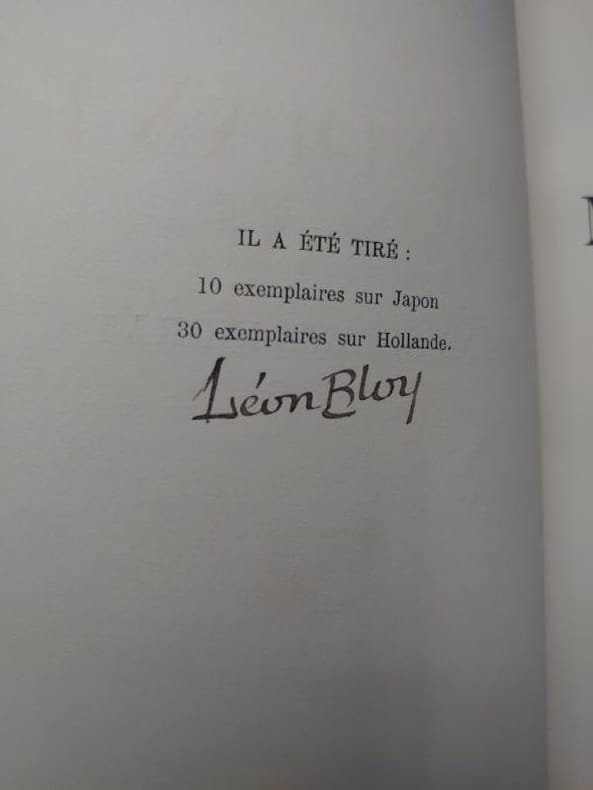 IL A ÉTÉ TIRÉ :
10 exemplaires sur Japon
30 exemplaires sur Hollande.
Léon Bloy